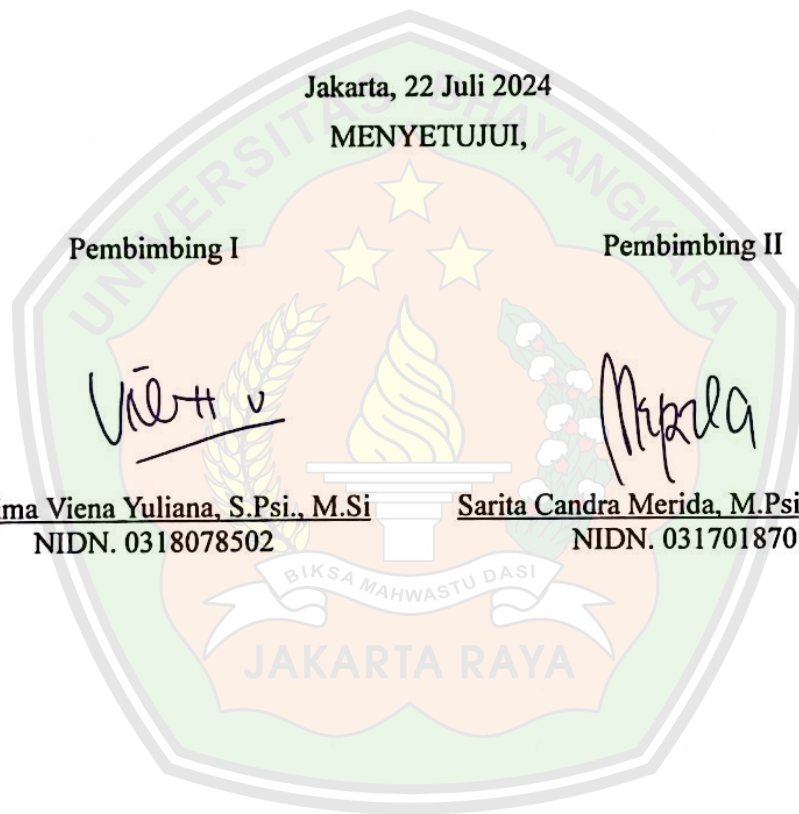 UNIVERSITAS BHAYANGKARA
Jakarta, 22 Juli 2024
MENYETUJUI,
Pembimbing I
Pembimbing II
ima Viena Yuliana, S.Psi., M.Si
Sarita Candra Merida, M.Psi
NIDN. 0318078502
NIDN. 031701870
BIKSA MAHWASTU DASI
JAKARTA RAYA